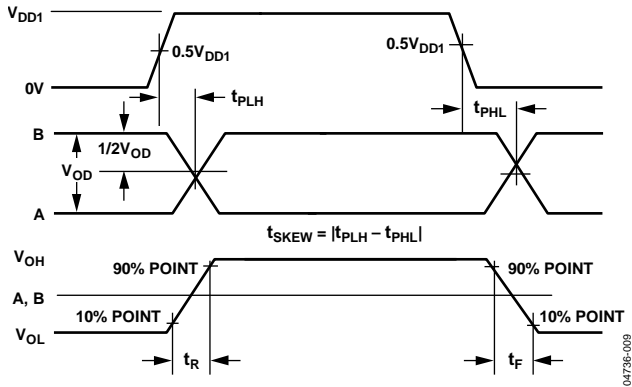 VDD1
0.5VDD1
0.5VDD1
0V
tPLH
tPHL
B
1/2VOD
VOD
A
tSKEW = |tPLH – tPHL|
VOH
90% POINT
90% POINT
A, B
10% POINT
10% POINT
VOL
tR
tF
04736-009